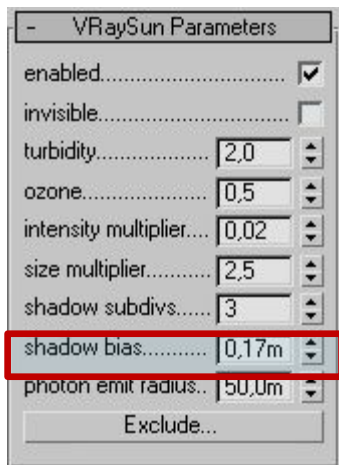 - VRaySun Parameters
enabled............................. ✓
invisible.............................
turbidity.................... 2,0
ozone........................ 0,5
intensity multiplier.... 0,02
size multiplier........... 2,5
shadow subdivs...... 3
shadow bias........... 0,17m
photon emit radius.. 50,0m
Exclude...